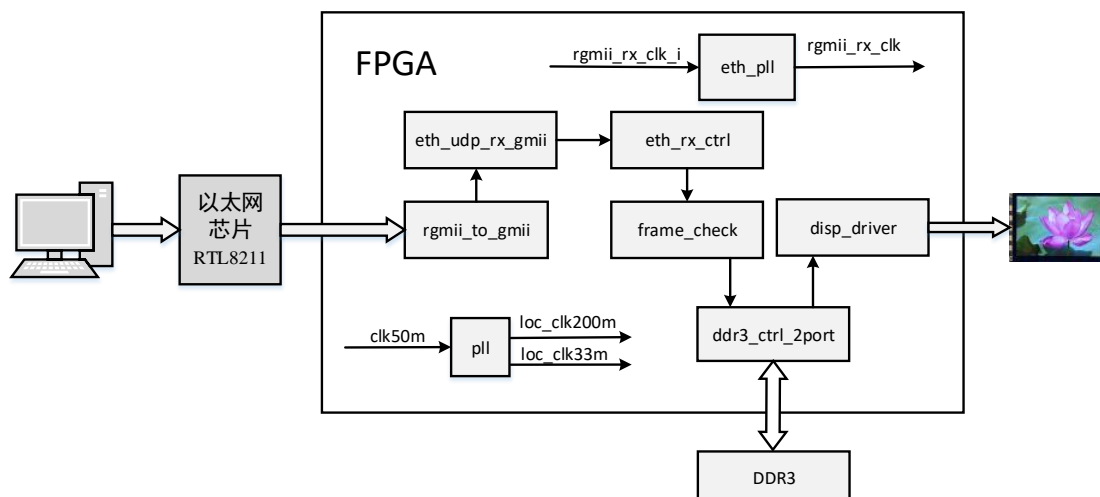 FPGA
rgmii_rx_clk_i
eth_pll
rgmii_rx_clk
eth_udp_rx_gmii
eth_rx_ctrl
以太网
芯片
RTL8211
rgmii_to_gmii
frame_check
disp_driver
clk50m
pll
loc_clk200m
loc_clk33m
ddr3_ctrl_2port
DDR3